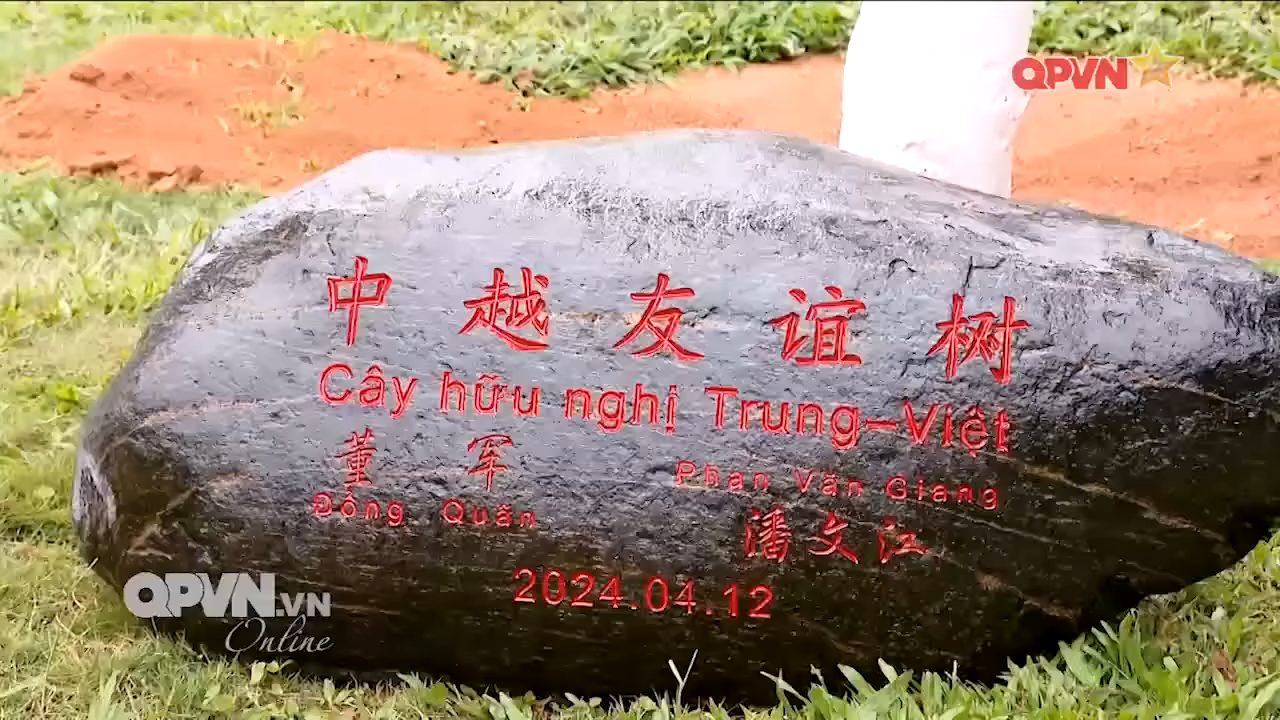 QPVN
中越友谊树
Cây hữu nghị Trung-Việt
董军
Đổng Quân
Phan Văn Giang
潘文江
2024.04.12
QPVN.VN
Online